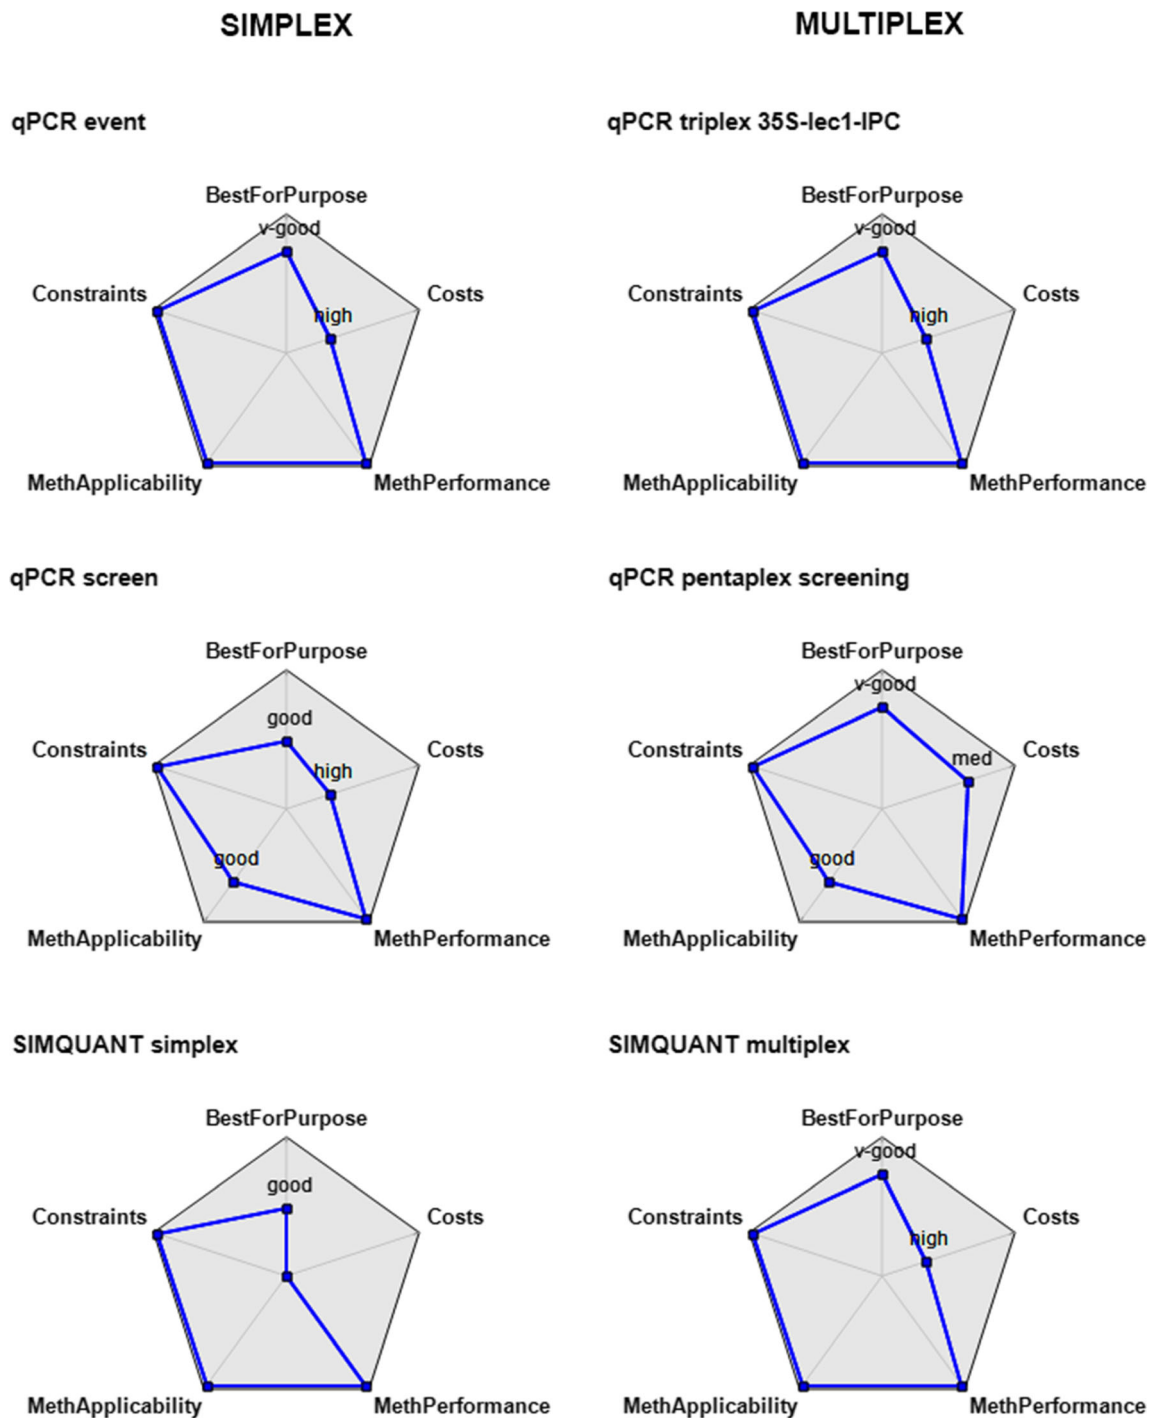 SIMPLEX
MULTIPLEX
qPCR event
qPCR triplex 35S-lec1-IPC
BestForPurpose
v-good
Constraints
Costs
high
MethApplicability
MethPerformance
BestForPurpose
v-good
Constraints
Costs
high
MethApplicability
MethPerformance
qPCR screen
qPCR pentaplex screening
BestForPurpose
good
Constraints
Costs
high
good
MethApplicability
MethPerformance
BestForPurpose
v-good
Constraints
Costs
med
good
MethApplicability
MethPerformance
SIMQUANT simplex
SIMQUANT multiplex
BestForPurpose
good
Constraints
Costs
MethApplicability
MethPerformance
BestForPurpose
v-good
Constraints
Costs
high
MethApplicability
MethPerformance